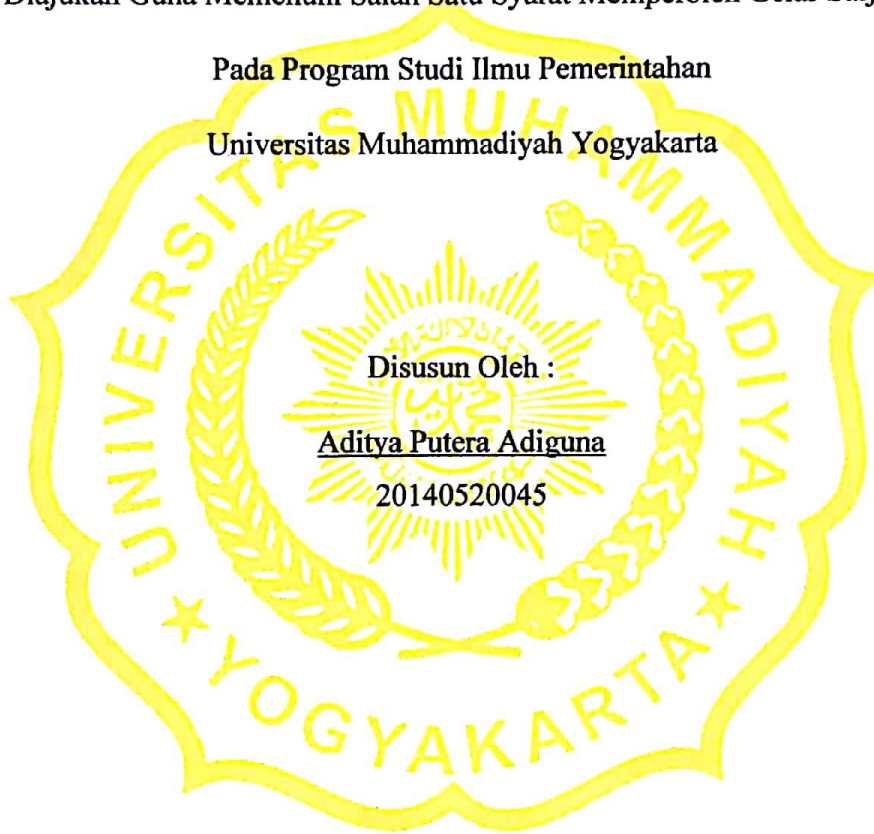 Diajukan Guna Memenuhi Salah Satu Syarat Memperoleh Gelar
Pada Program Studi Ilmu Pemerintahan
Universitas Muhammadiyah Yogyakarta
UNIVERSITAS MUHAMMADIYAH
Disusun Oleh :
Aditya Putera Adiguna
20140520045
★ YOGYAKARTA ★